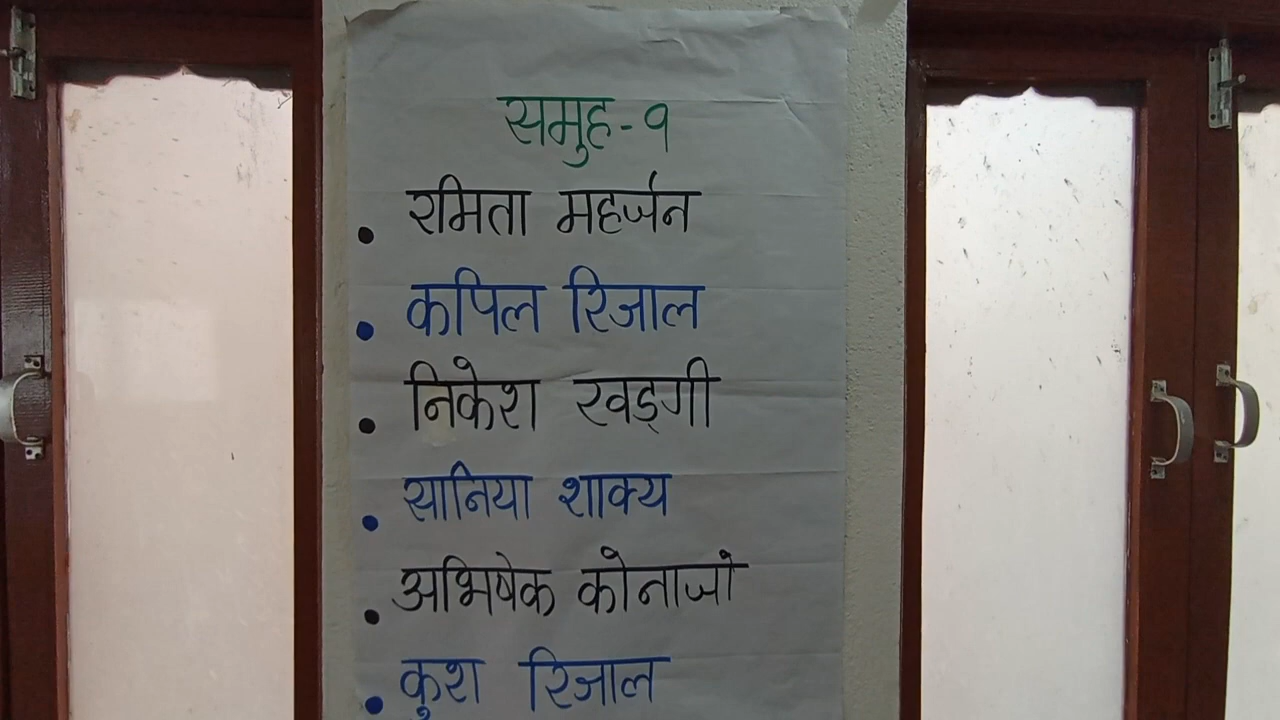 समुह-१
• रमिता महर्जन
• कपिल रिजाल
• निकेश खड्गी
• सानिया शाक्य
• अभिषेक कोनाजो
• कुश रिजाल